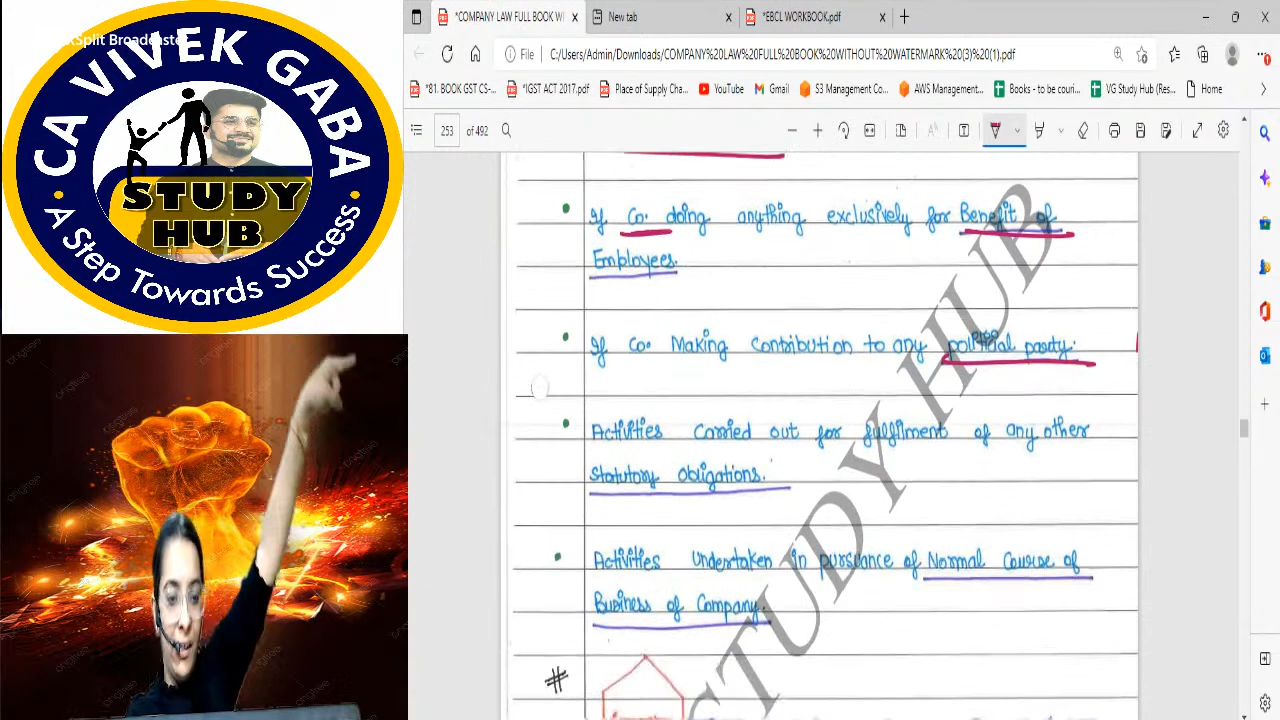 CA VIVEK GABA
STUDY
HUB
A Step Towards Success
Split Broadcaster
*COMPANY LAW FULL BOOK WI
New tab
*EBCL WORKBOOK.pdf
File
C:/Users/Admin/Downloads/COMPANY%20LAW%20FULL%20BOOK%20WITHOUT%20WATERMARK%20(3)%20(1).pdf
*81. BOOK GST CS-...
*IGST ACT 2017.pdf
Place of Supply Cha...
YouTube
Gmail
S3 Management Co...
AWS Management...
Books - to be couri...
VG Study Hub (Res...
Home
253 of 492
If Co. doing anything exclusively for Benefit of
Employees.
If Co. Making Contribution to any political party.
Activities Carried out for fulfilment of any other
Statutory obligations.
Activities Undertaken in pursuance of Normal Course of
Business of Company.
#
STUDY HUB